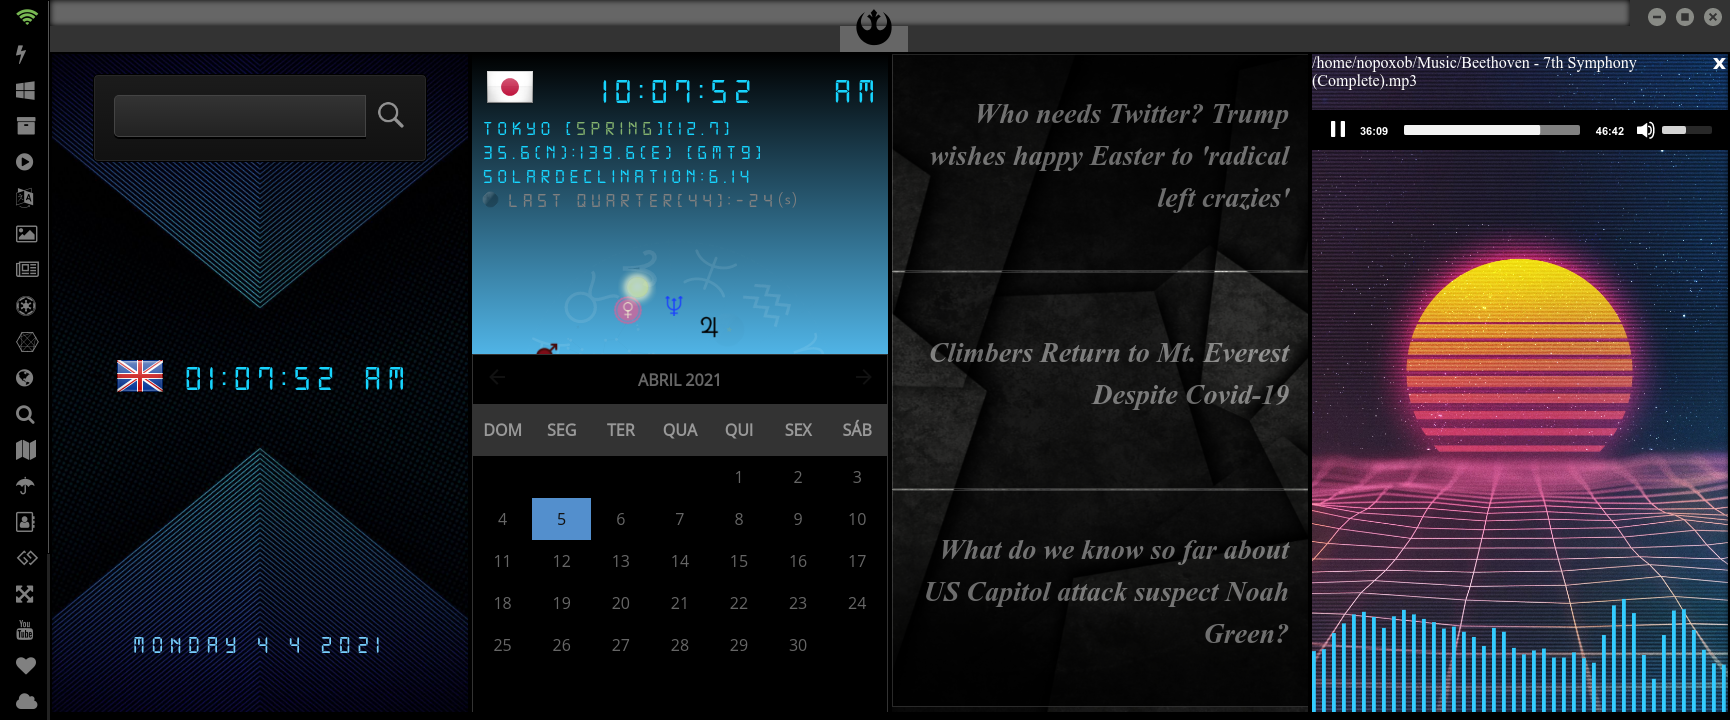 01:07:52 AM
MONDAY 4 4 2021
10:07:52 AM
TOKYO [SPRING][12.7]
35.6(N):139.6(E) [GMT9]
SOLARDECLINATION:6.14
LAST QUARTER[44]:-24(s)
ABRIL 2021
DOM SEG TER QUA QUI SEX SÁB
1 2 3
4 5 6 7 8 9 10
11 12 13 14 15 16 17
18 19 20 21 22 23 24
25 26 27 28 29 30
Who needs Twitter? Trump
wishes happy Easter to 'radical
left crazies'
Climbers Return to Mt. Everest
Despite Covid-19
What do we know so far about
US Capitol attack suspect Noah
Green?
/home/nopoxob/Music/Beethoven - 7th Symphony
(Complete).mp3
x
36:09 46:42
You
Tube